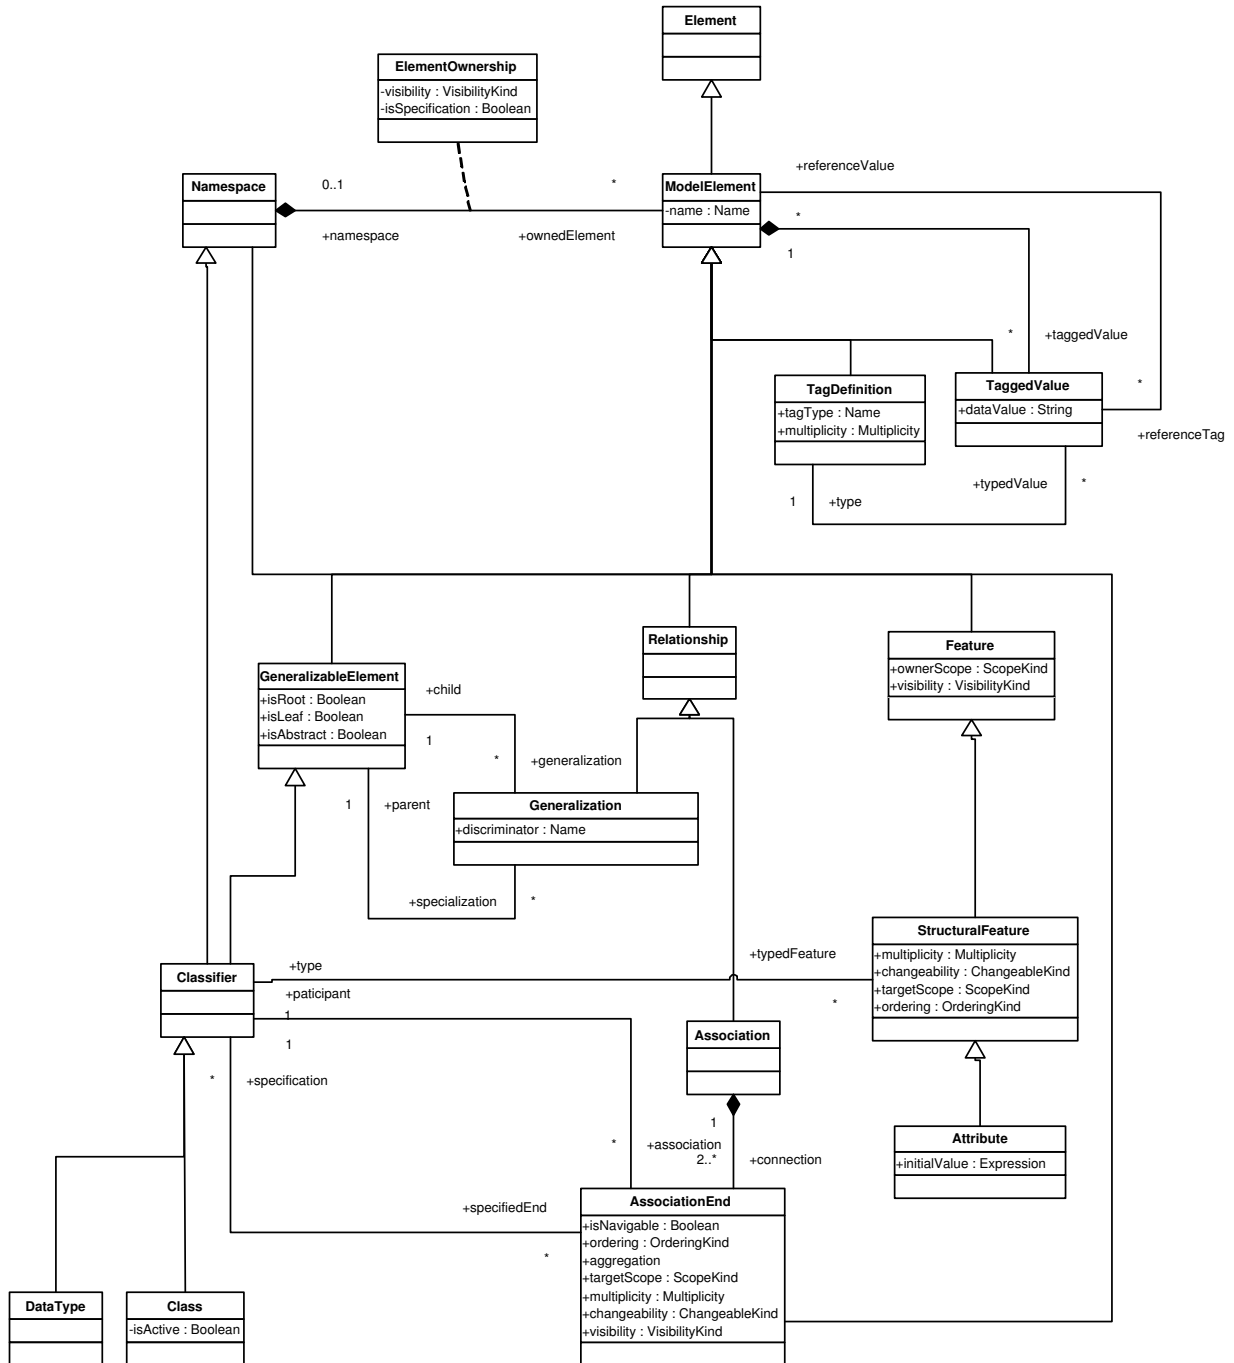 Element
ElementOwnership
-visibility : VisibilityKind
-isSpecification : Boolean
Namespace
0..1
*
ModelElement
-name : Name
+referenceValue
*
+namespace
+ownedElement
1
*
+taggedValue
TagDefinition
+tagType : Name
+multiplicity : Multiplicity
TaggedValue
+dataValue : String
*
+referenceTag
+typedValue
*
1
+type
Relationship
Feature
+ownerScope : ScopeKind
+visibility : VisibilityKind
GeneralizableElement
+isRoot : Boolean
+isLeaf : Boolean
+isAbstract : Boolean
+child
1
*
+generalization
1
+parent
Generalization
+discriminator : Name
+specialization
*
StructuralFeature
+multiplicity : Multiplicity
+changeability : ChangeableKind
+targetScope : ScopeKind
+ordering : OrderingKind
+typedFeature
*
Classifier
+type
+paticipant
1
1
*
+specification
Association
1
+association
2..*
+connection
*
Attribute
+initialValue : Expression
+specifiedEnd
*
AssociationEnd
+isNavigable : Boolean
+ordering : OrderingKind
+aggregation
+targetScope : ScopeKind
+multiplicity : Multiplicity
+changeability : ChangeableKind
+visibility : VisibilityKind
DataType
Class
-isActive : Boolean